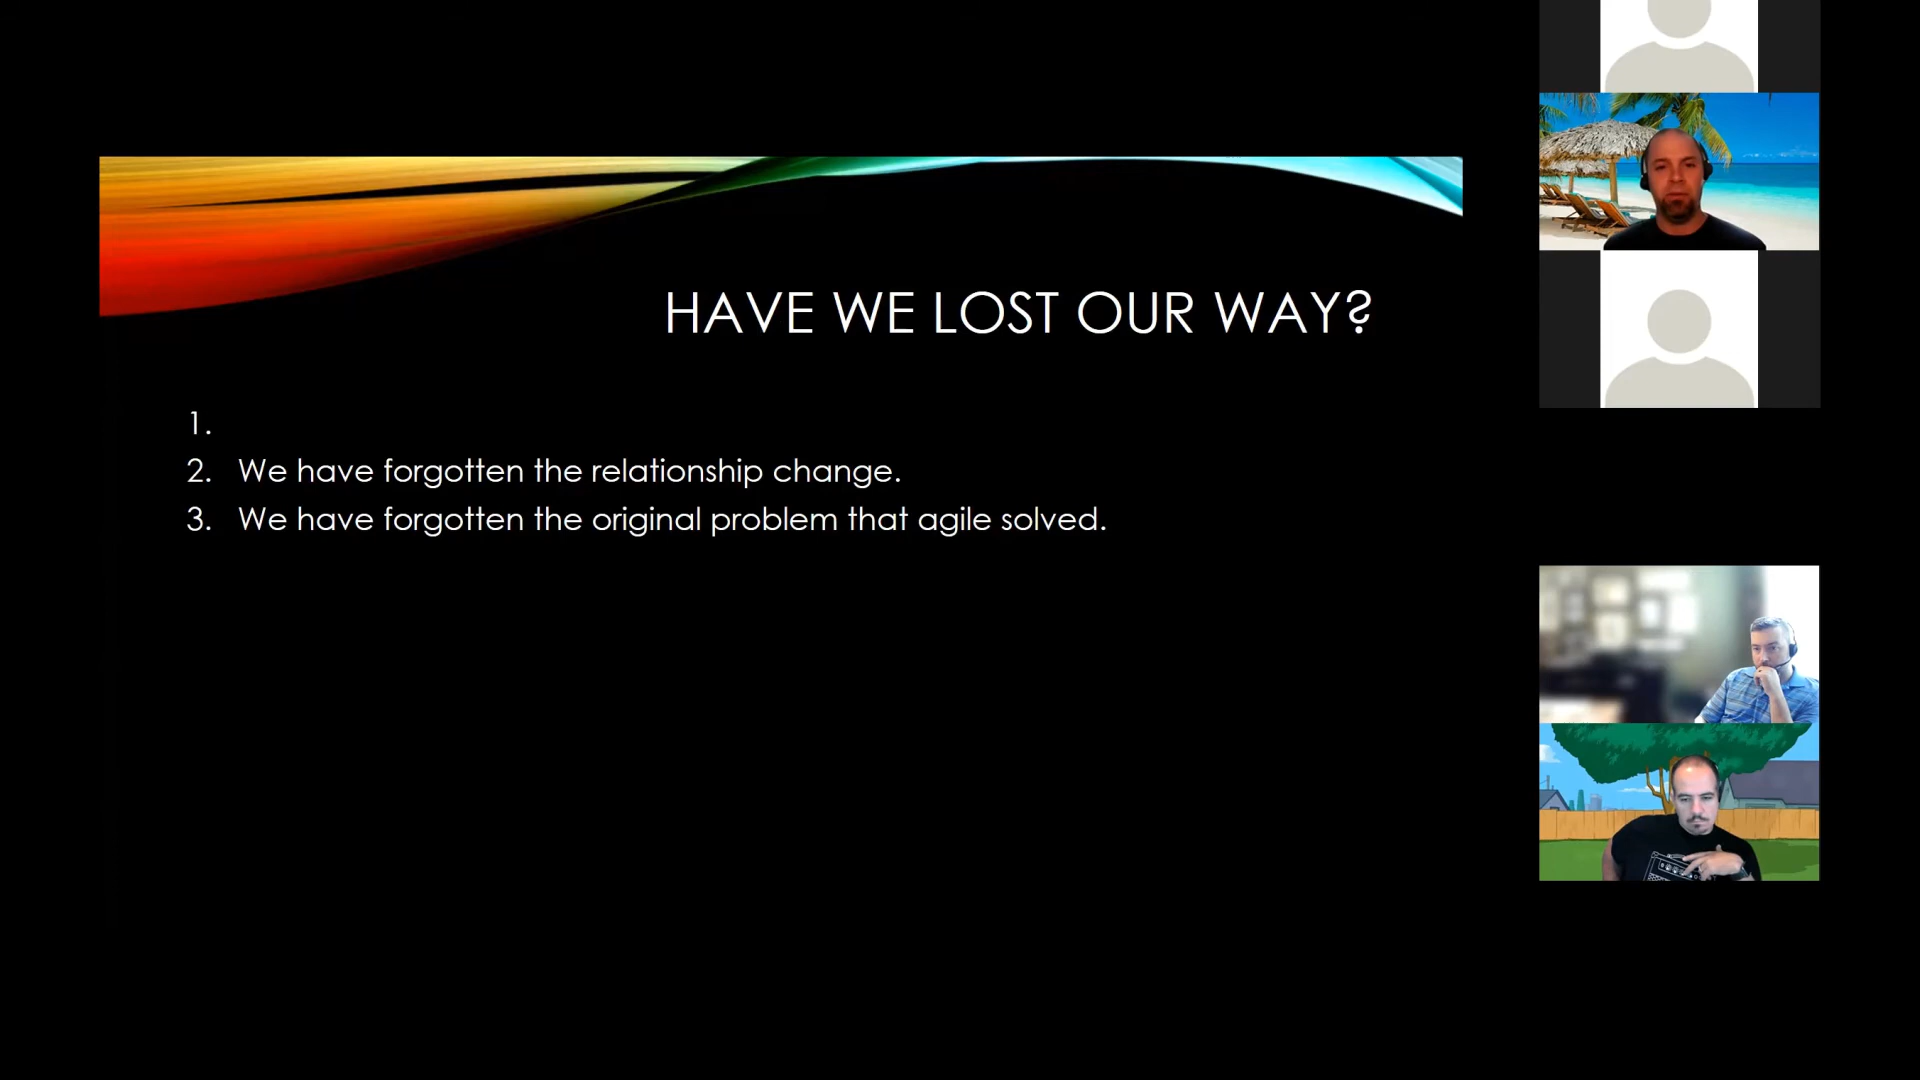 HAVE WE LOST OUR WAY?
1.
2. We have forgotten the relationship change.
3. We have forgotten the original problem that agile solved.